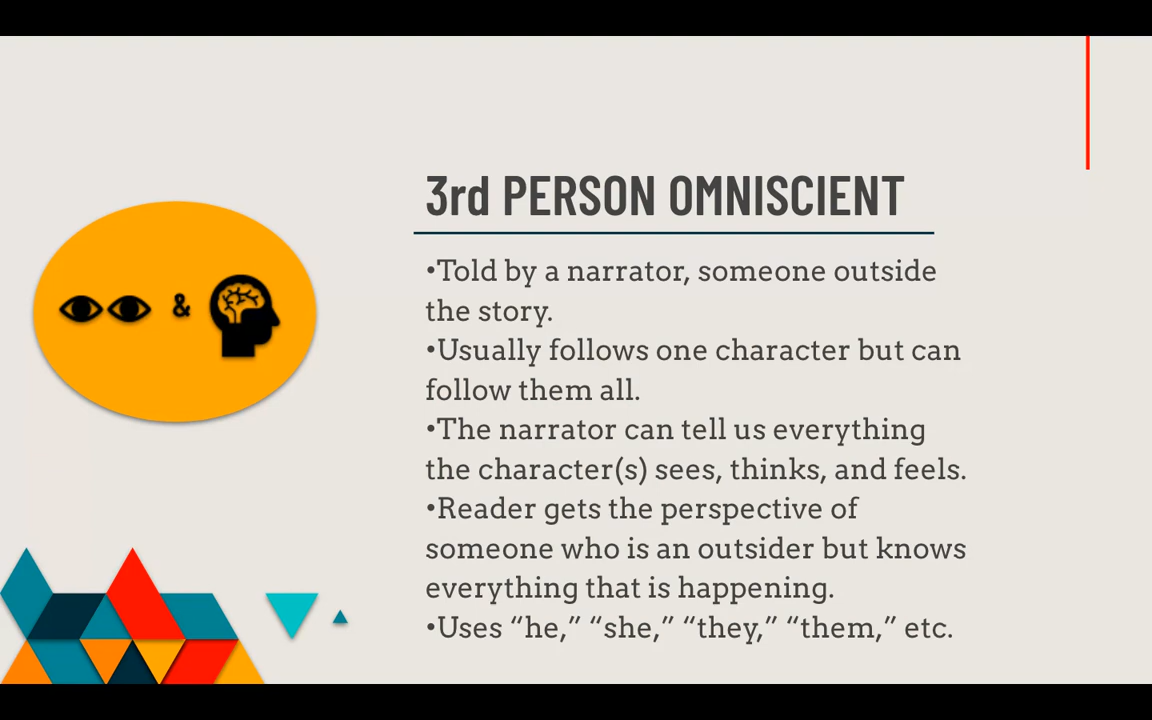 &
3rd PERSON OMNISCIENT
•Told by a narrator, someone outside
the story.
•Usually follows one character but can
follow them all.
•The narrator can tell us everything
the character(s) sees, thinks, and feels.
•Reader gets the perspective of
someone who is an outsider but knows
everything that is happening.
•Uses “he,” “she,” “they,” “them,” etc.